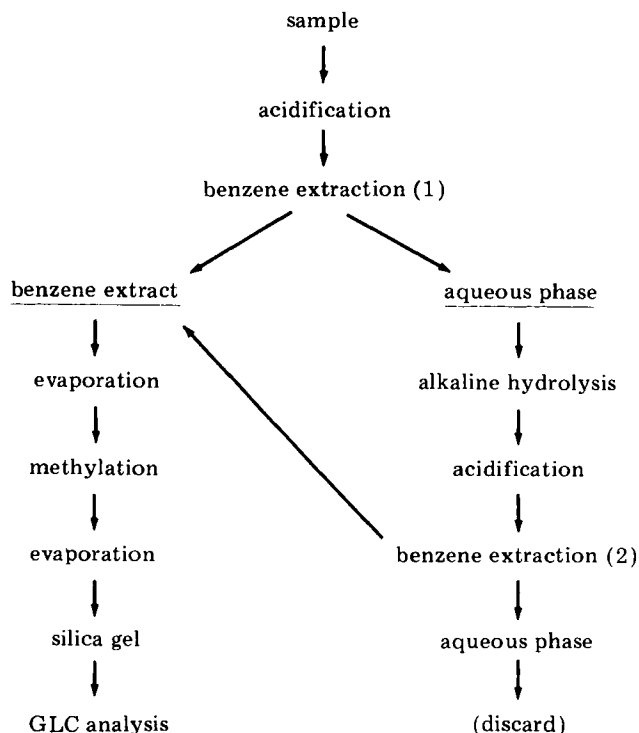 sample
acidification
benzene extraction (1)
benzene extract
aqueous phase
evaporation
alkaline hydrolysis
methylation
acidification
evaporation
benzene extraction (2)
silica gel
aqueous phase
GLC analysis
(discard)